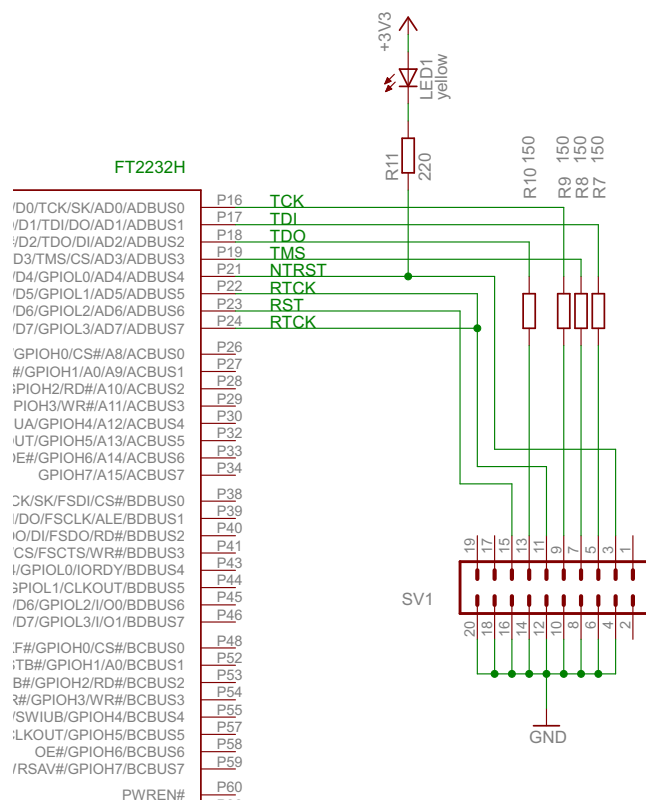 +3V3
LED1
yellow
R11
220
R10 150
R9 150
R8 150
R7 150
FT2232H
/D0/TCK/SK/AD0/ADBUS0 P16 TCK
/D1/TDI/DO/AD1/ADBUS1 P17 TDI
/D2/TDO/DI/AD2/ADBUS2 P18 TDO
D3/TMS/CS/AD3/ADBUS3 P19 TMS
/D4/GPIOL0/AD4/ADBUS4 P21 NTRST
/D5/GPIOL1/AD5/ADBUS5 P22 RTCK
/D6/GPIOL2/AD6/ADBUS6 P23 RST
/D7/GPIOL3/AD7/ADBUS7 P24 RTCK
/GPIOH0/CS#/A8/ACBUS0 P26
#/GPIOH1/A0/A9/ACBUS1 P27
GPIOH2/RD#/A10/ACBUS2 P28
PIOH3/WR#/A11/ACBUS3 P29
UA/GPIOH4/A12/ACBUS4 P30
UT/GPIOH5/A13/ACBUS5 P32
OE#/GPIOH6/A14/ACBUS6 P33
GPIOH7/A15/ACBUS7 P34
CK/SK/FSDI/CS#/BDBUS0 P38
/DO/FSCLK/ALE/BDBUS1 P39
O/DI/FSDO/RD#/BDBUS2 P40
/CS/FSCTS/WR#/BDBUS3 P41
/GPIOL0/IORDY/BDBUS4 P43
GPIOL1/CLKOUT/BDBUS5 P44
/D6/GPIOL2/I/O0/BDBUS6 P45
/D7/GPIOL3/I/O1/BDBUS7 P46
F#/GPIOH0/CS#/BCBUS0 P48
STB#/GPIOH1/A0/BCBUS1 P52
B#/GPIOH2/RD#/BCBUS2 P53
R#/GPIOH3/WR#/BCBUS3 P54
/SWIUB/GPIOH4/BCBUS4 P55
CLKOUT/GPIOH5/BCBUS5 P57
OE#/GPIOH6/BCBUS6 P58
/RSAV#/GPIOH7/BCBUS7 P59
PWREN# P60
19 17 15 13 11 9 7 5 3 1
SV1
20 18 16 14 12 10 8 6 4 2
GND